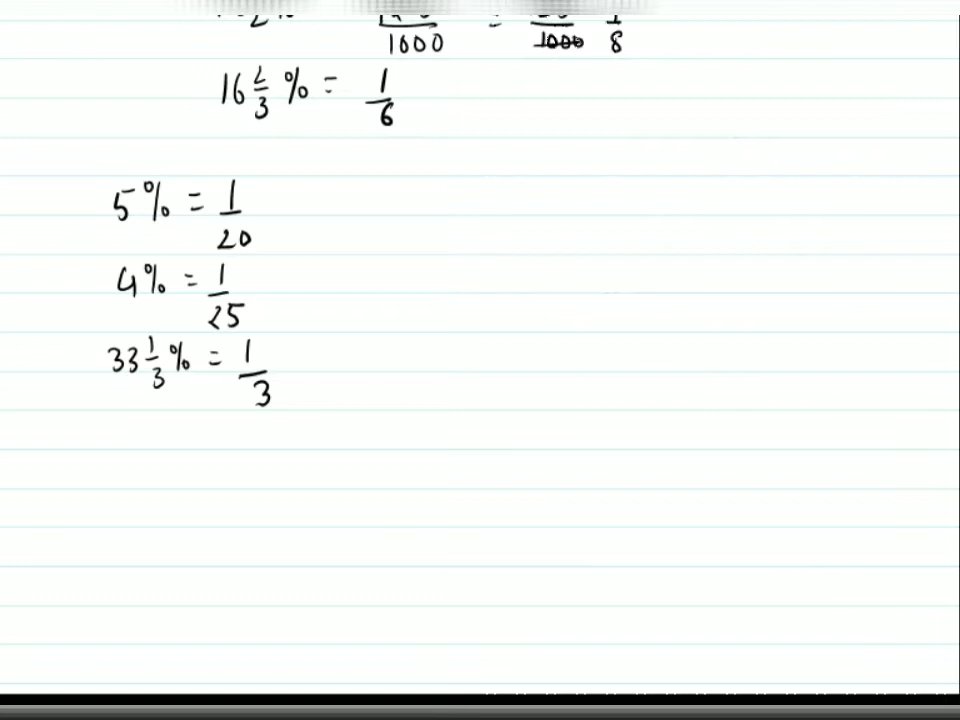 1000 = 1000 8
16 2/3 % = 1/6
5% = 1/20
4% = 1/25
33 1/3 % = 1/3